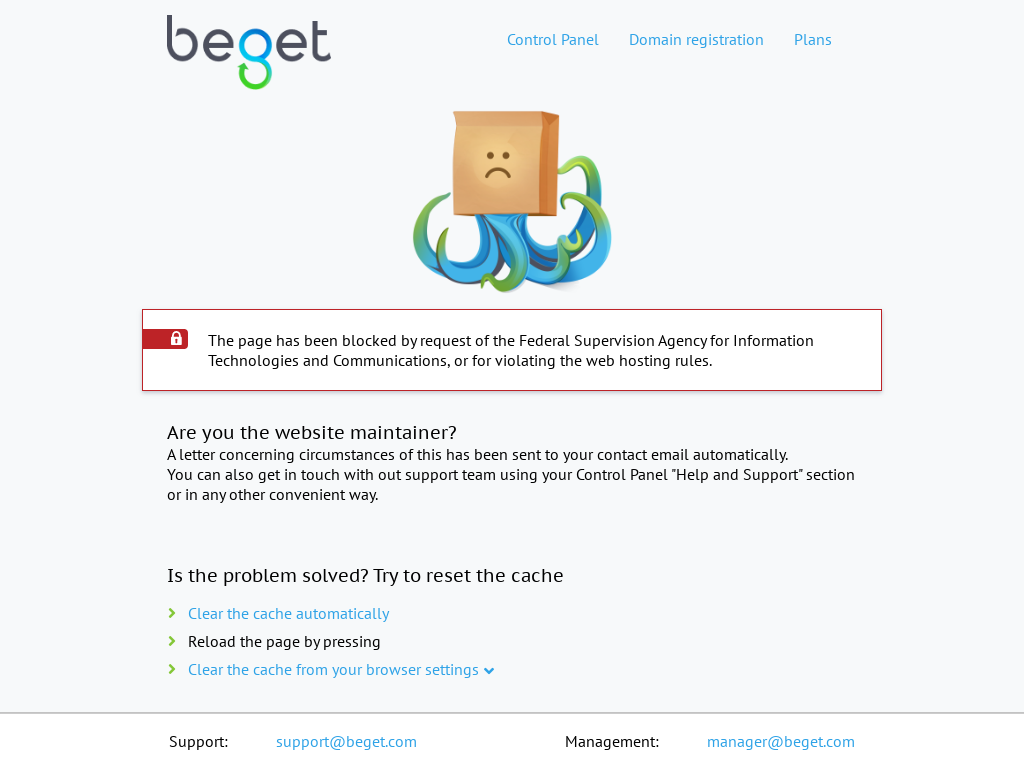 beget
Control Panel
Domain registration
Plans
The page has been blocked by request of the Federal Supervision Agency for Information
Technologies and Communications, or for violating the web hosting rules.
Are you the website maintainer?
A letter concerning circumstances of this has been sent to your contact email automatically.
You can also get in touch with out support team using your Control Panel "Help and Support" section
or in any other convenient way.
Is the problem solved? Try to reset the cache
Clear the cache automatically
Reload the page by pressing
Clear the cache from your browser settings
Support: support@beget.com
Management: manager@beget.com